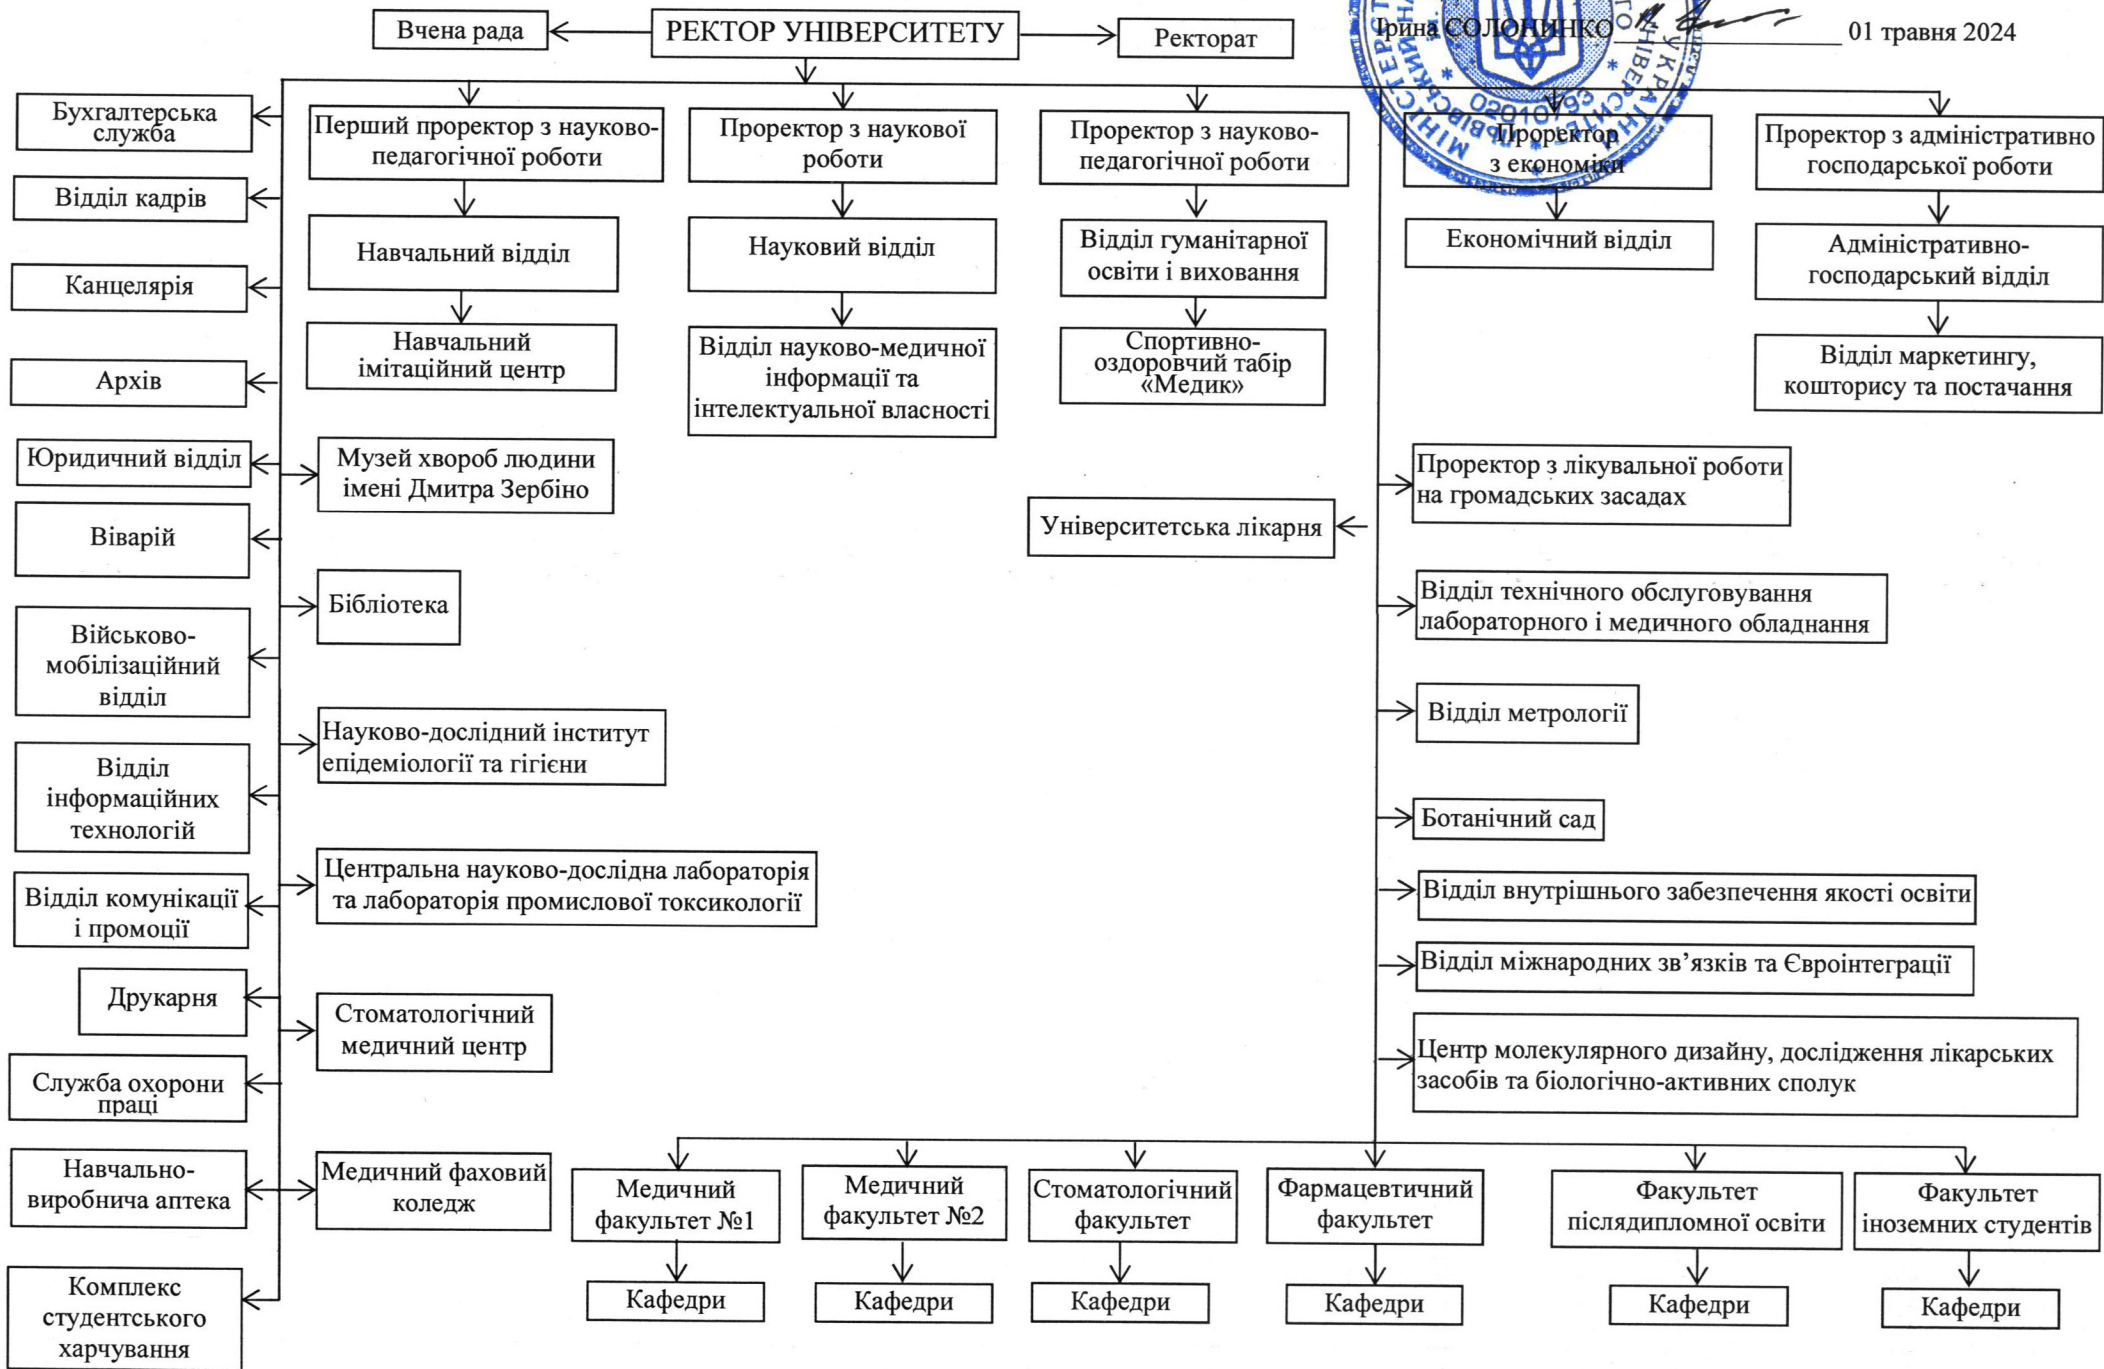 Вчена рада
РЕКТОР УНІВЕРСИТЕТУ
Ректорат
Ірина СОЛОНИНКО
01 травня 2024
02010793
Бухгалтерська
служба
Відділ кадрів
Канцелярія
Архів
Юридичний відділ
Віварій
Військово-
мобілізаційний
відділ
Відділ
інформаційних
технологій
Відділ комунікації
і промоції
Друкарня
Служба охорони
праці
Навчально-
виробнича аптека
Комплекс
студентського
харчування
Перший проректор з науково-
педагогічної роботи
Навчальний відділ
Навчальний
імітаційний центр
Проректор з наукової
роботи
Науковий відділ
Відділ науково-медичної
інформації та
інтелектуальної власності
Проректор з науково-
педагогічної роботи
Відділ гуманітарної
освіти і виховання
Спортивно-
оздоровчий табір
«Медик»
Проректор
з економіки
Економічний відділ
Проректор з адміністративно
господарської роботи
Адміністративно-
господарський відділ
Відділ маркетингу,
кошторису та постачання
Музей хвороб людини
імені Дмитра Зербіно
Бібліотека
Науково-дослідний інститут
епідеміології та гігієни
Центральна науково-дослідна лабораторія
та лабораторія промислової токсикології
Стоматологічний
медичний центр
Медичний фаховий
коледж
Університетська лікарня
Проректор з лікувальної роботи
на громадських засадах
Відділ технічного обслуговування
лабораторного і медичного обладнання
Відділ метрології
Ботанічний сад
Відділ внутрішнього забезпечення якості освіти
Відділ міжнародних зв’язків та Євроінтеграції
Центр молекулярного дизайну, дослідження лікарських
засобів та біологічно-активних сполук
Медичний
факультет №1
Кафедри
Медичний
факультет №2
Кафедри
Стоматологічний
факультет
Кафедри
Фармацевтичний
факультет
Кафедри
Факультет
післядипломної освіти
Кафедри
Факультет
іноземних студентів
Кафедри